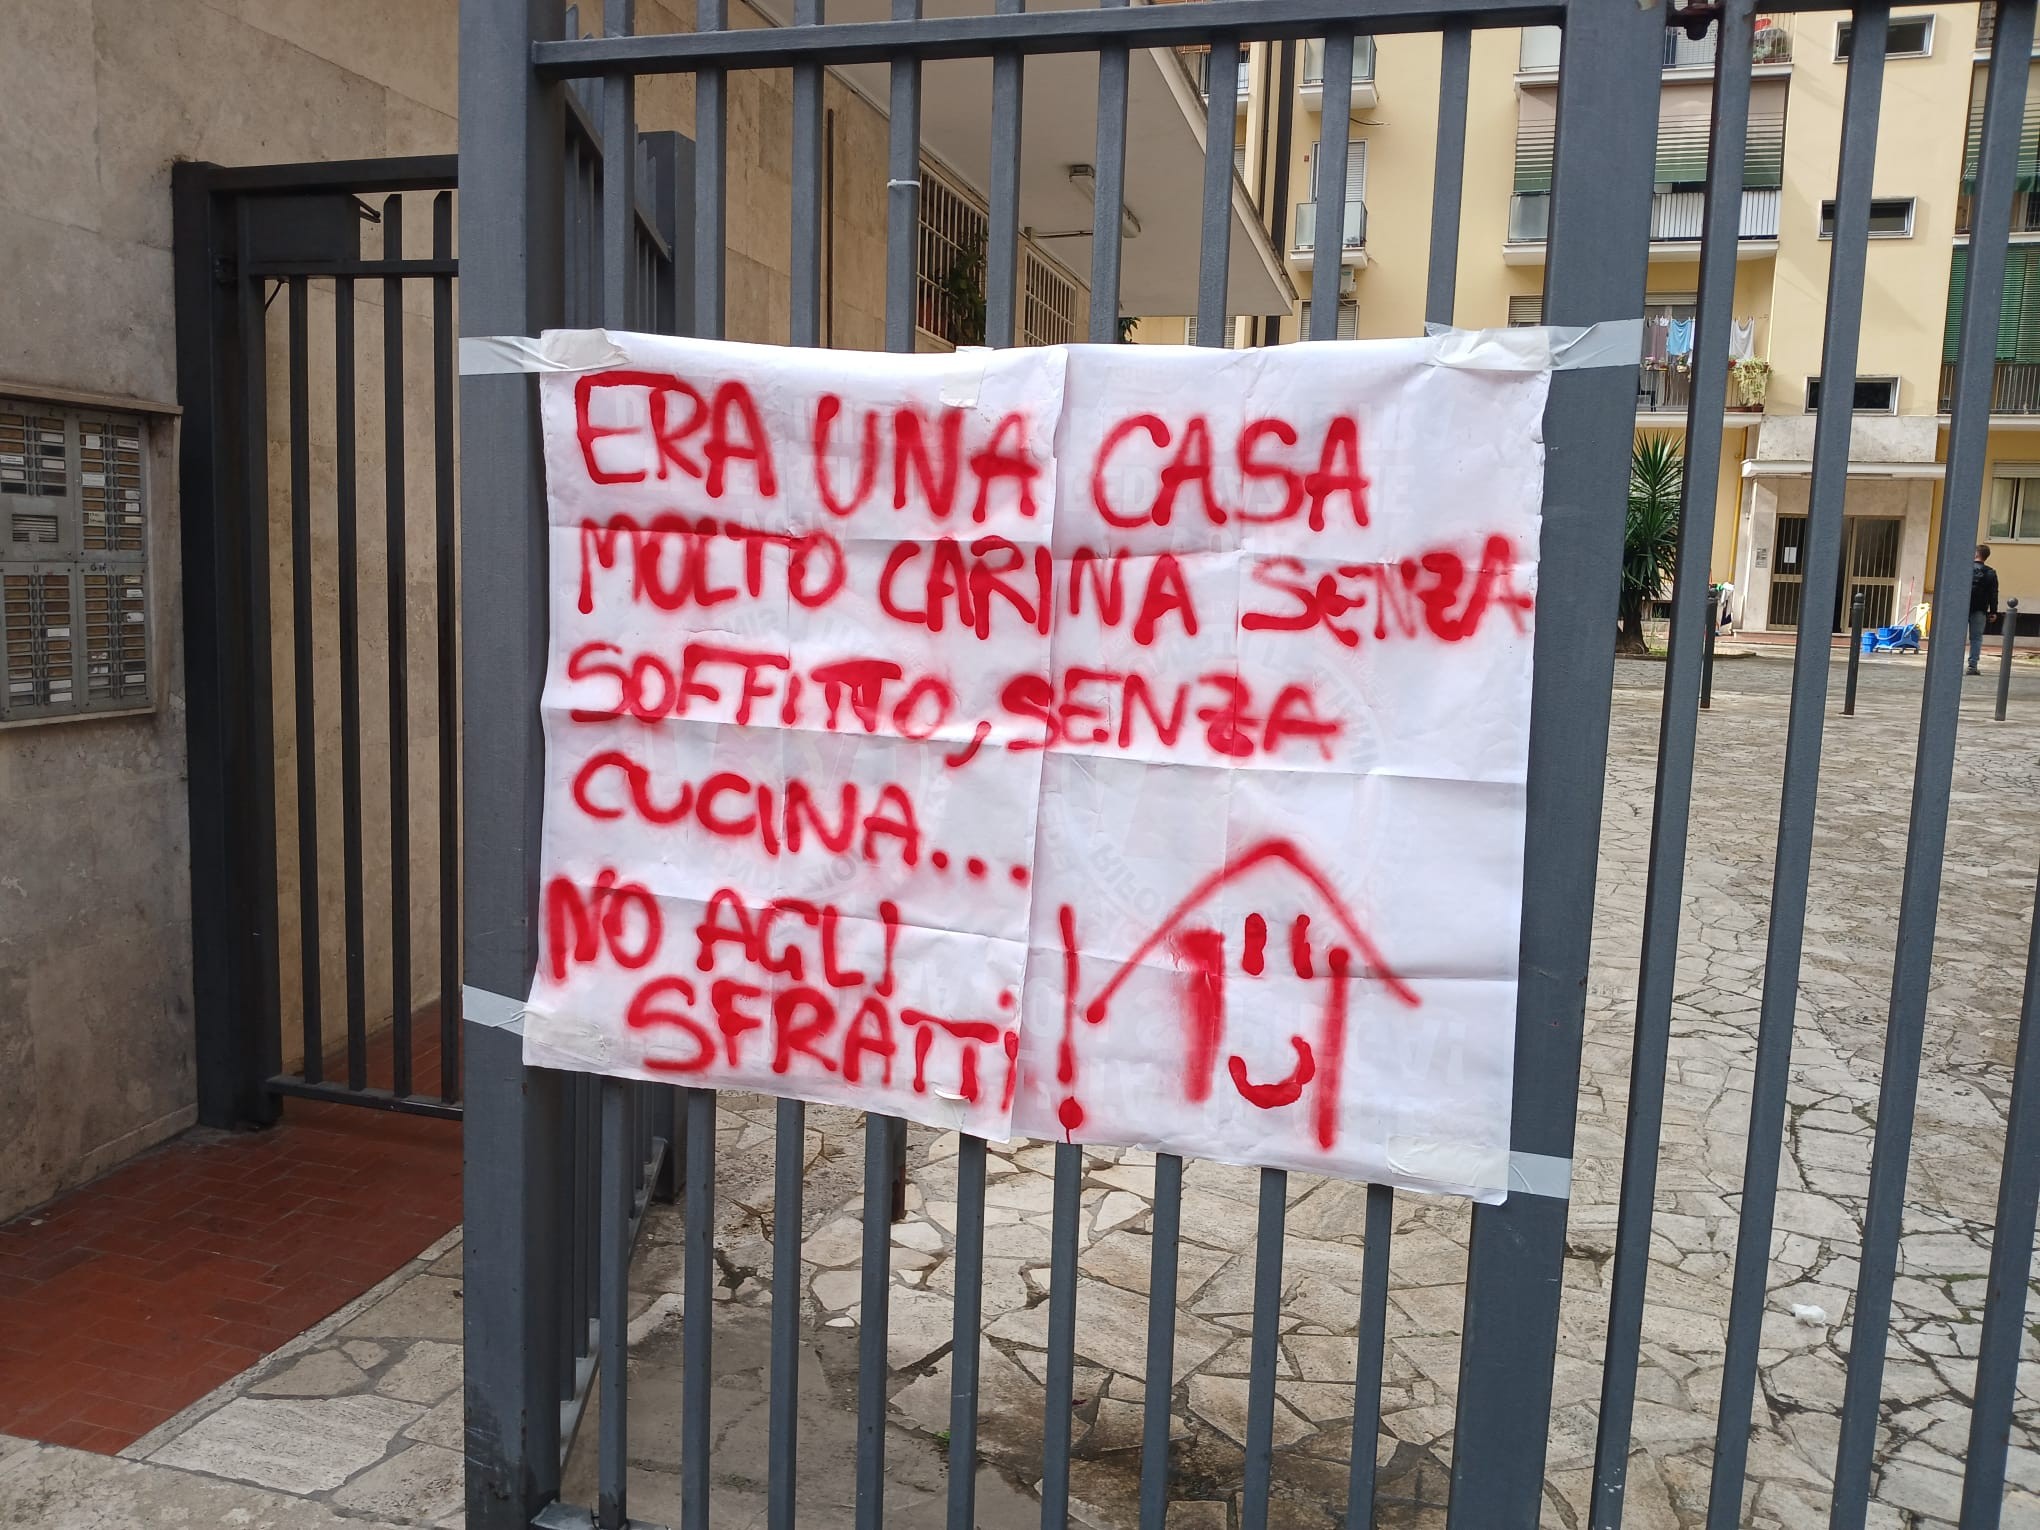 ERA UNA CASA
MOLTO CARINA SENZA
SOFFITTO, SENZA
CUCINA...
NO AGLI
SFRATTI!